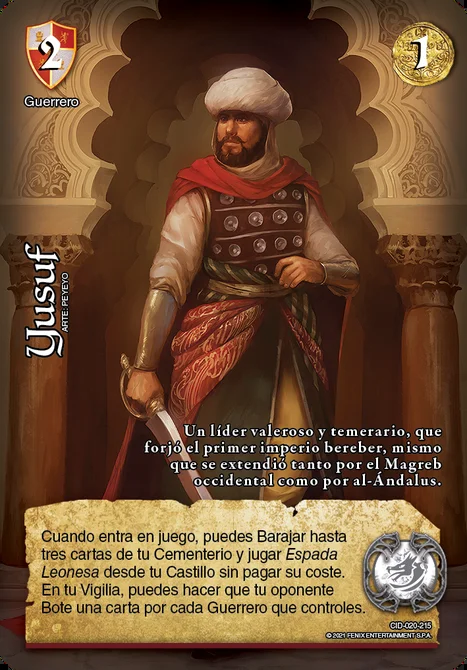 2
1
Guerrero
Yusuf
ARTE: PEYEYO
Un líder valeroso y temerario, que
forjó el primer imperio bereber, mismo
que se extendió tanto por el Magreb
occidental como por al-Ándalus.
Cuando entra en juego, puedes Barajar hasta
tres cartas de tu Cementerio y jugar Espada
Leonesa desde tu Castillo sin pagar su coste.
En tu Vigilia, puedes hacer que tu oponente
Bote una carta por cada Guerrero que controles.
CID-020-215
© 2021 FENIX ENTERTAINMENT S.P.A.